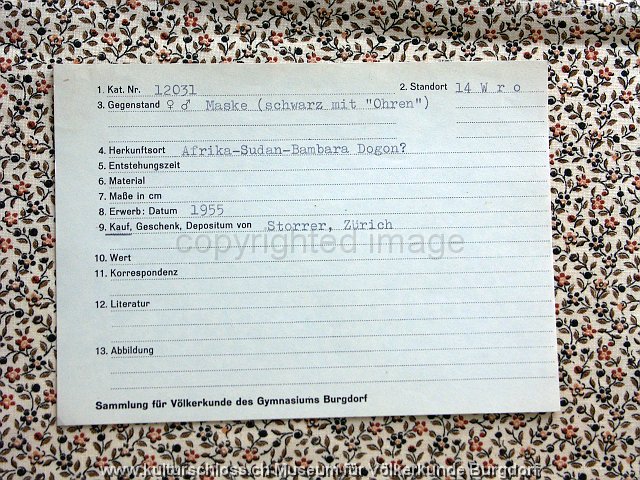 1. Kat. Nr. 12031 2. Standort 14 W r o
3. Gegenstand ♀ ♂ Maske (schwarz mit "Ohren")
4. Herkunftsort Afrika-Sudan-Bambara Dogon?
5. Entstehungszeit
6. Material
7. Maße in cm
8. Erwerb: Datum 1955
9. Kauf, Geschenk, Depositum von Storrer, Zürich
copyrighted image
10. Wert
11. Korrespondenz
12. Literatur
13. Abbildung
Sammlung für Völkerkunde des Gymnasiums Burgdorf
www.kulturschloss.ch Museum für Völkerkunde Burgdorf